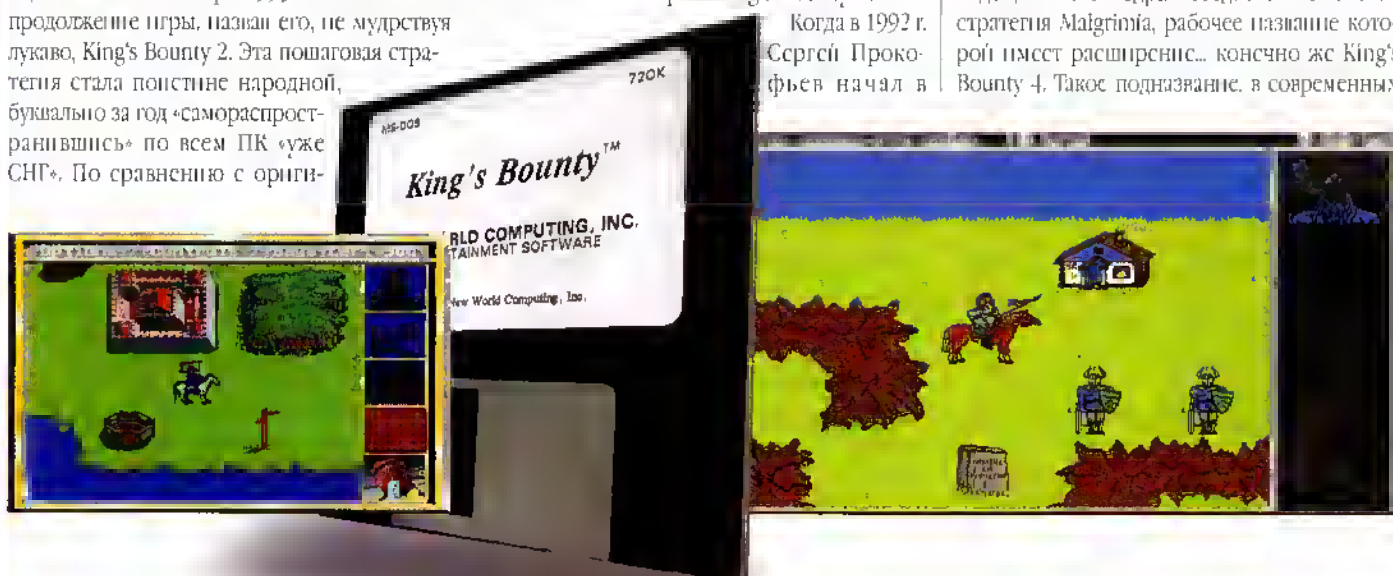 продолжение игры, назвав его, не мудрствуя
лукаво, King's Bounty 2. Эта пошаговая стра-
тегия стала поистине народной,
буквально за год «самораспрост-
ранившись» по всем ПК «уже
СНГ». По сравнению с ориги-
Когда в 1992 г.
Сергей Проко-
фьев начал в
стратегия Malgrimia, рабочее название кото-
рой имеет расширение... конечно же King's
Bounty 4. Такое подназвание, в современных
720K
MS-DOS
King's Bounty™
RLD COMPUTING, INC.
TAINMENT SOFTWARE
New World Computing, Inc.